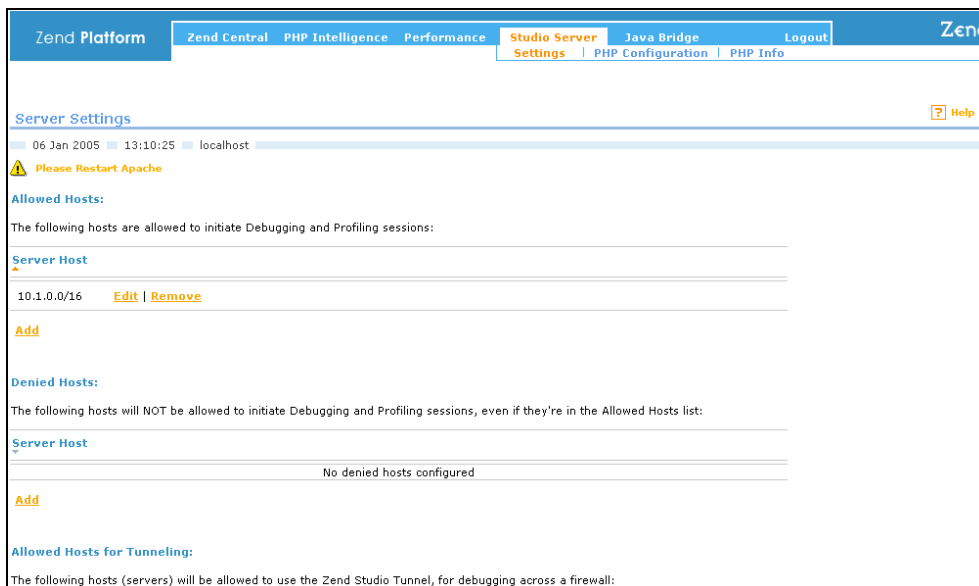 Zend Platform
Zend Central PHP Intelligence Performance Studio Server Java Bridge Logout
Settings | PHP Configuration | PHP Info
Server Settings
? Help
06 Jan 2005 13:10:25 localhost
Please Restart Apache
Allowed Hosts:
The following hosts are allowed to initiate Debugging and Profiling sessions:
Server Host
10.1.0.0/16 Edit | Remove
Add
Denied Hosts:
The following hosts will NOT be allowed to initiate Debugging and Profiling sessions, even if they're in the Allowed Hosts list:
Server Host
No denied hosts configured
Add
Allowed Hosts for Tunneling:
The following hosts (servers) will be allowed to use the Zend Studio Tunnel, for debugging across a firewall: